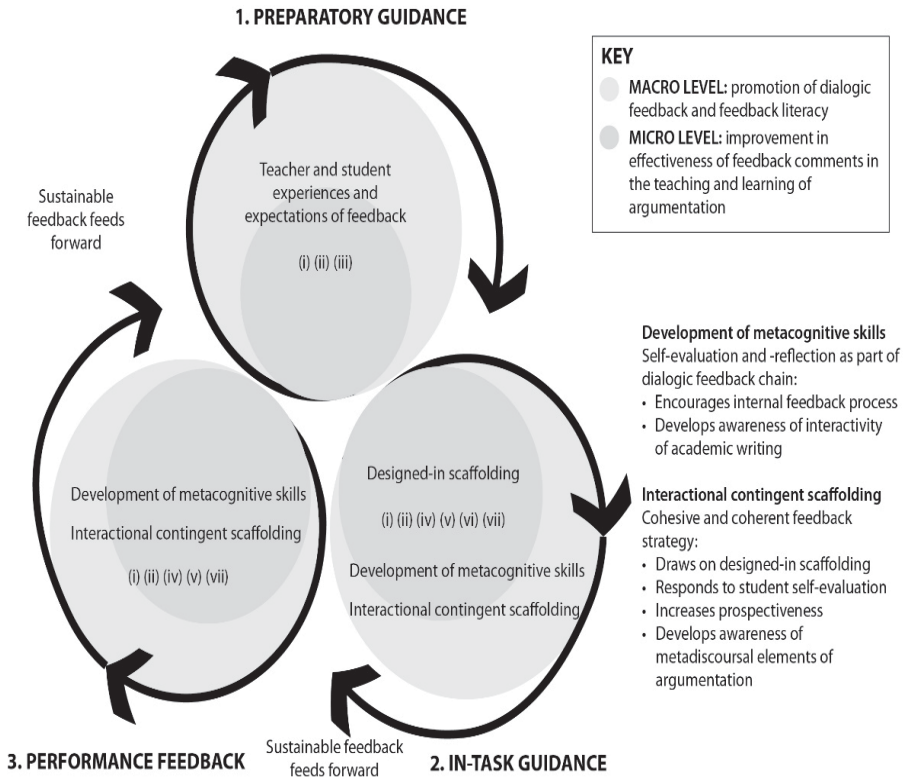 1. PREPARATORY GUIDANCE
KEY
MACRO LEVEL: promotion of dialogic
feedback and feedback literacy
MICRO LEVEL: improvement in
effectiveness of feedback comments in
the teaching and learning of
argumentation
Teacher and student
experiences and
expectations of feedback
(i) (ii) (iii)
Sustainable
feedback feeds
forward
Development of metacognitive skills
Self-evaluation and -reflection as part of
dialogic feedback chain:
• Encourages internal feedback process
• Develops awareness of interactivity
of academic writing
Interactional contingent scaffolding
Cohesive and coherent feedback
strategy:
• Draws on designed-in scaffolding
• Responds to student self-evaluation
• Increases prospectiveness
• Develops awareness of
metadiscoursal elements of
argumentation
Designed-in scaffolding
(i) (ii) (iv) (v) (vi) (vii)
Development of metacognitive skills
Interactional contingent scaffolding
Development of metacognitive skills
Interactional contingent scaffolding
(i) (ii) (iv) (v) (vii)
3. PERFORMANCE FEEDBACK
Sustainable feedback
feeds forward
2. IN-TASK GUIDANCE